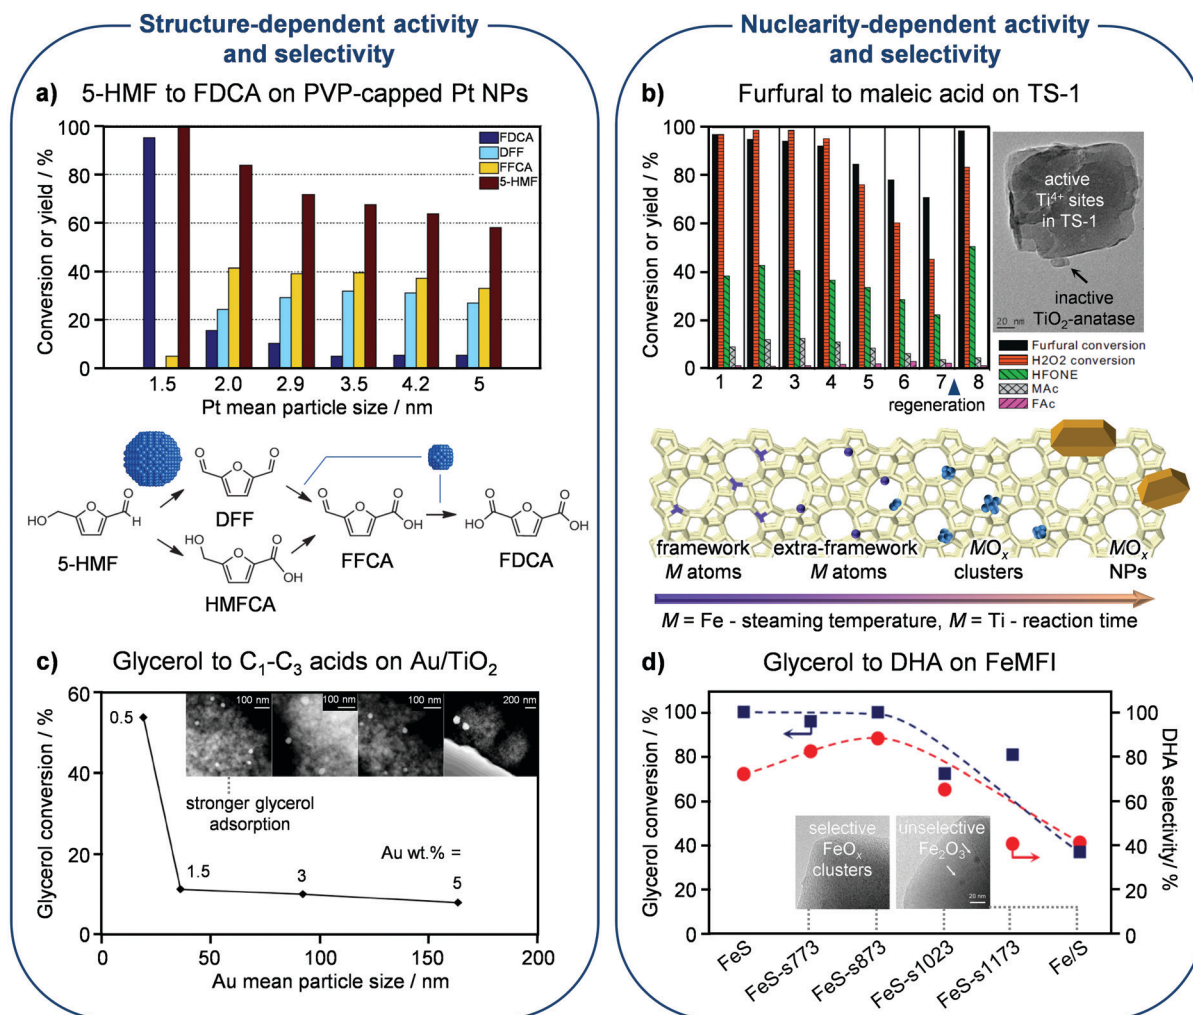 Structure-dependent activity
and selectivity
a) 5-HMF to FDCA on PVP-capped Pt NPs
Conversion or yield / %
100
80
60
40
20
0
FDCA
DFF
FFCA
5-HMF
1.5 2.0 2.9 3.5 4.2 5
Pt mean particle size / nm
HO
O
H
5-HMF
O
O
O
DFF
HO
O
O
OH
HMFCA
O
O
O
OH
FFCA
O
HO
O
O
OH
FDCA
c) Glycerol to C₁-C₃ acids on Au/TiO₂
Glycerol conversion / %
60
40
20
0
0.5
100 nm
100 nm
100 nm
200 nm
stronger glycerol
adsorption
Au wt.% =
1.5
3
5
0 50 100 150 200
Au mean particle size / nm
Nuclearity-dependent activity
and selectivity
b) Furfural to maleic acid on TS-1
Conversion or yield / %
100
80
60
40
20
0
1 2 3 4 5 6 7 8
regeneration
active
Ti⁴⁺ sites
in TS-1
inactive
TiO₂-anatase
20 nm
Furfural conversion
H2O2 conversion
HFONE
MAc
FAc
framework
M atoms
extra-framework
M atoms
MOₓ
clusters
MOₓ
NPs
M = Fe - steaming temperature, M = Ti - reaction time
d) Glycerol to DHA on FeMFI
Glycerol conversion / %
100
80
60
40
20
0
selective
FeOₓ
clusters
unselective
Fe₂O₃
20 nm
100
80
60
40
20
0
DHA selectivity/ %
FeS
FeS-s773
FeS-s873
FeS-s1023
FeS-s1173
Fe/S